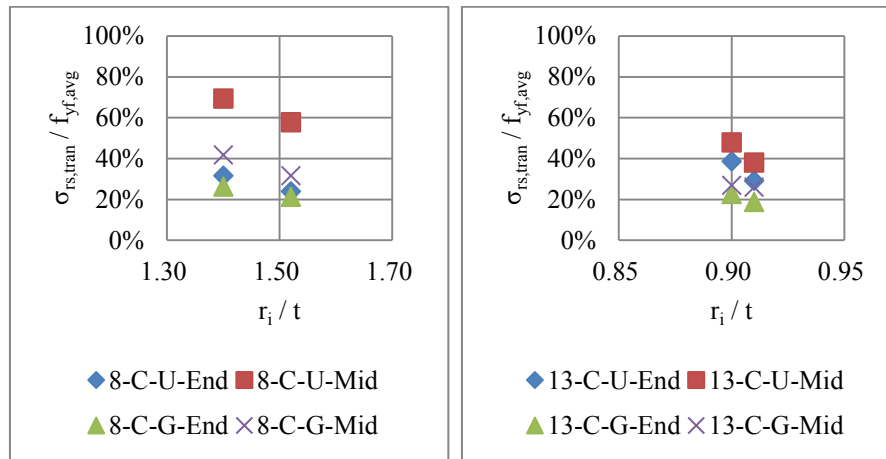 100%
80%
60%
40%
20%
0%
σrs,tran / fyf,avg
1.30 1.50 1.70
ri / t
8-C-U-End 8-C-U-Mid
8-C-G-End 8-C-G-Mid
100%
80%
60%
40%
20%
0%
σrs,tran / fyf,avg
0.85 0.90 0.95
ri / t
13-C-U-End 13-C-U-Mid
13-C-G-End 13-C-G-Mid